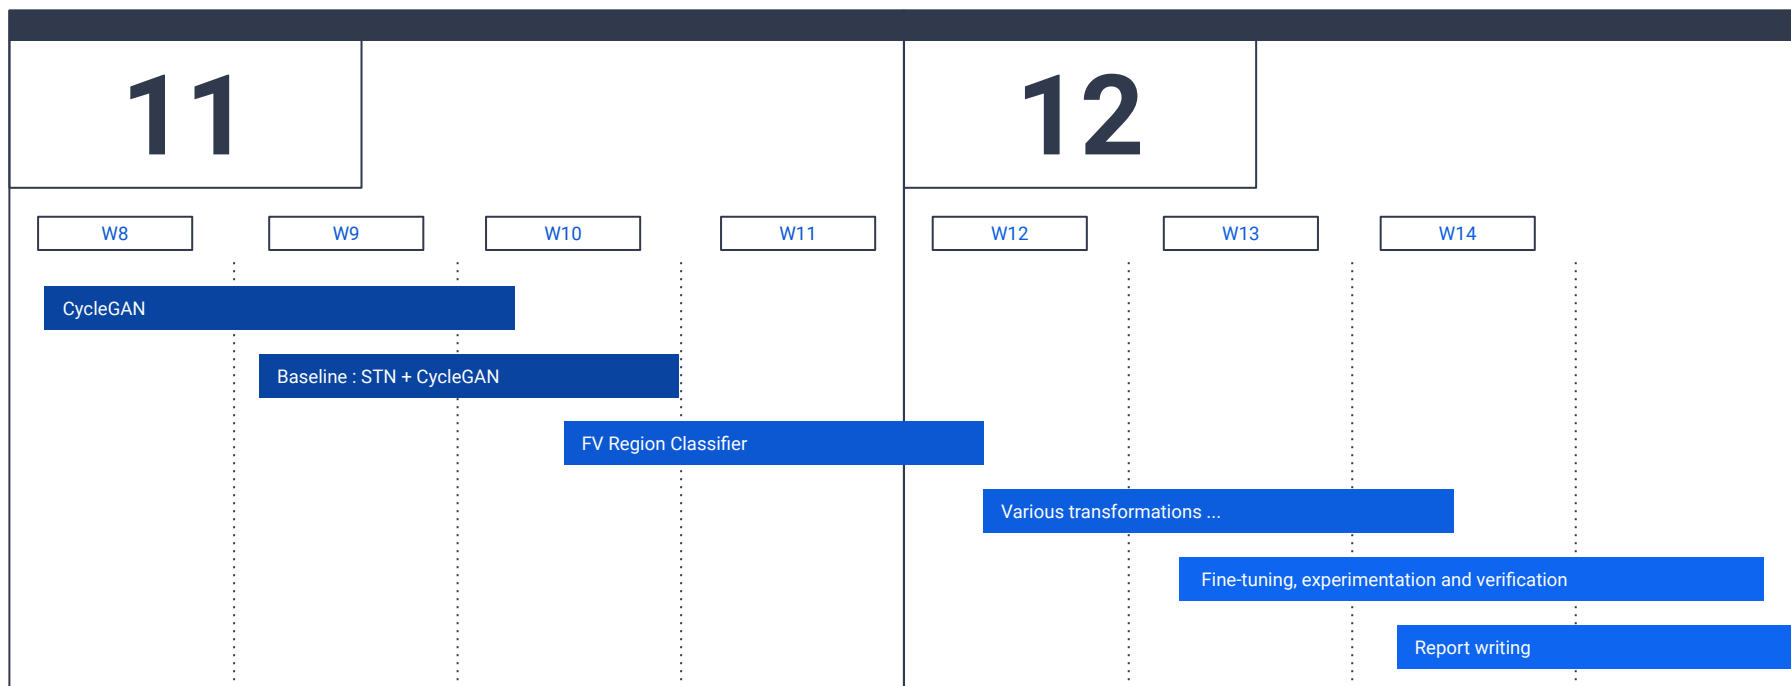 11
12
W8
W9
W10
W11
W12
W13
W14
CycleGAN
Baseline : STN + CycleGAN
FV Region Classifier
Various transformations ...
Fine-tuning, experimentation and verification
Report writing